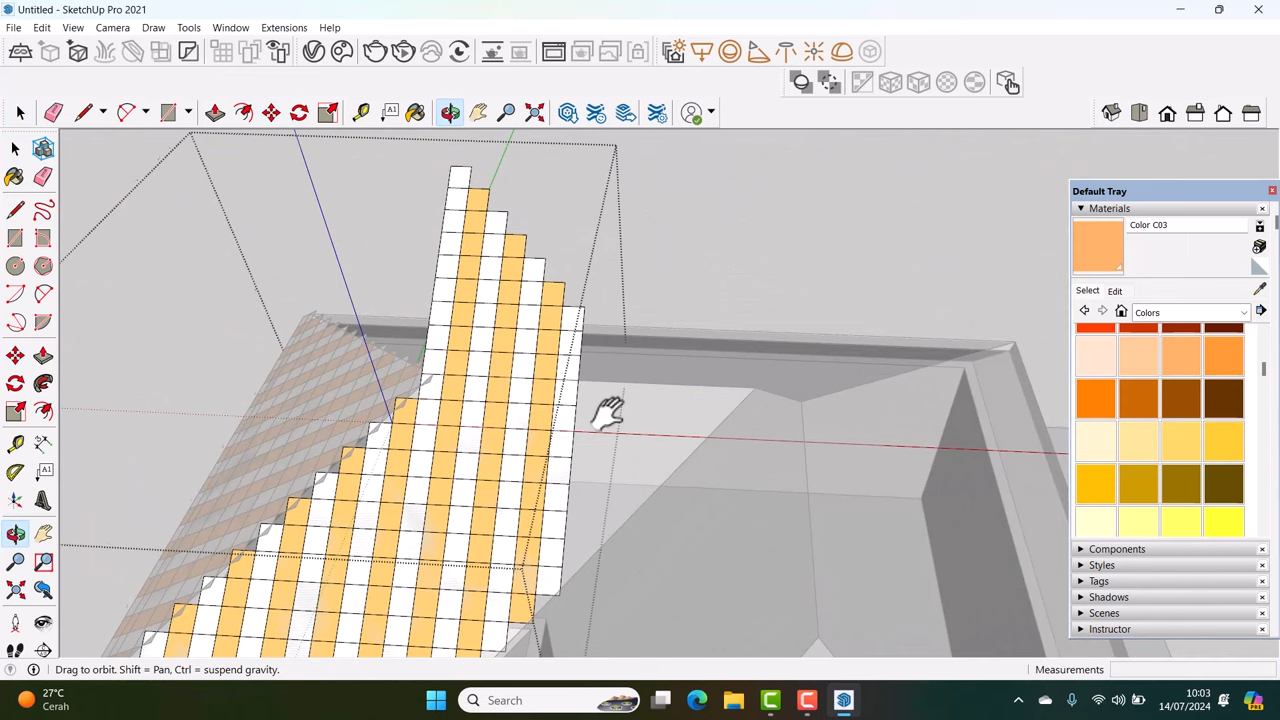 Untitled - SketchUp Pro 2021
File Edit View Camera Draw Tools Window Extensions Help
A1
Default Tray
Materials
Color C03
Select Edit
Colors
A1
Components
Styles
Tags
Shadows
Scenes
Instructor
Drag to orbit. Shift = Pan, Ctrl = suspend gravity.
Measurements
27°C
Cerah
Search
10:03
14/07/2024